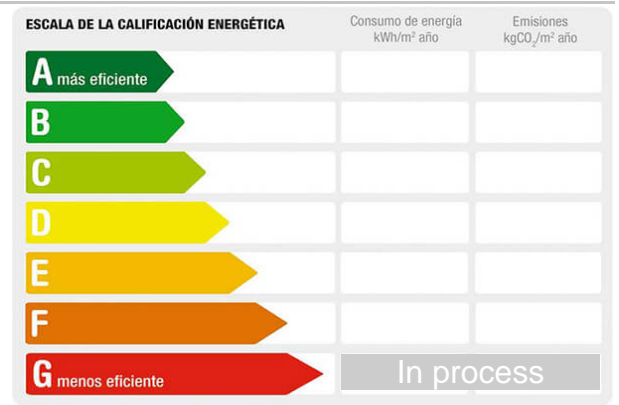 ESCALA DE LA CALIFICACIÓN ENERGÉTICA
Consumo de energía
kWh/m² año
Emisiones
kgCO₂/m² año
A más eficiente
B
C
D
E
F
G menos eficiente
In process